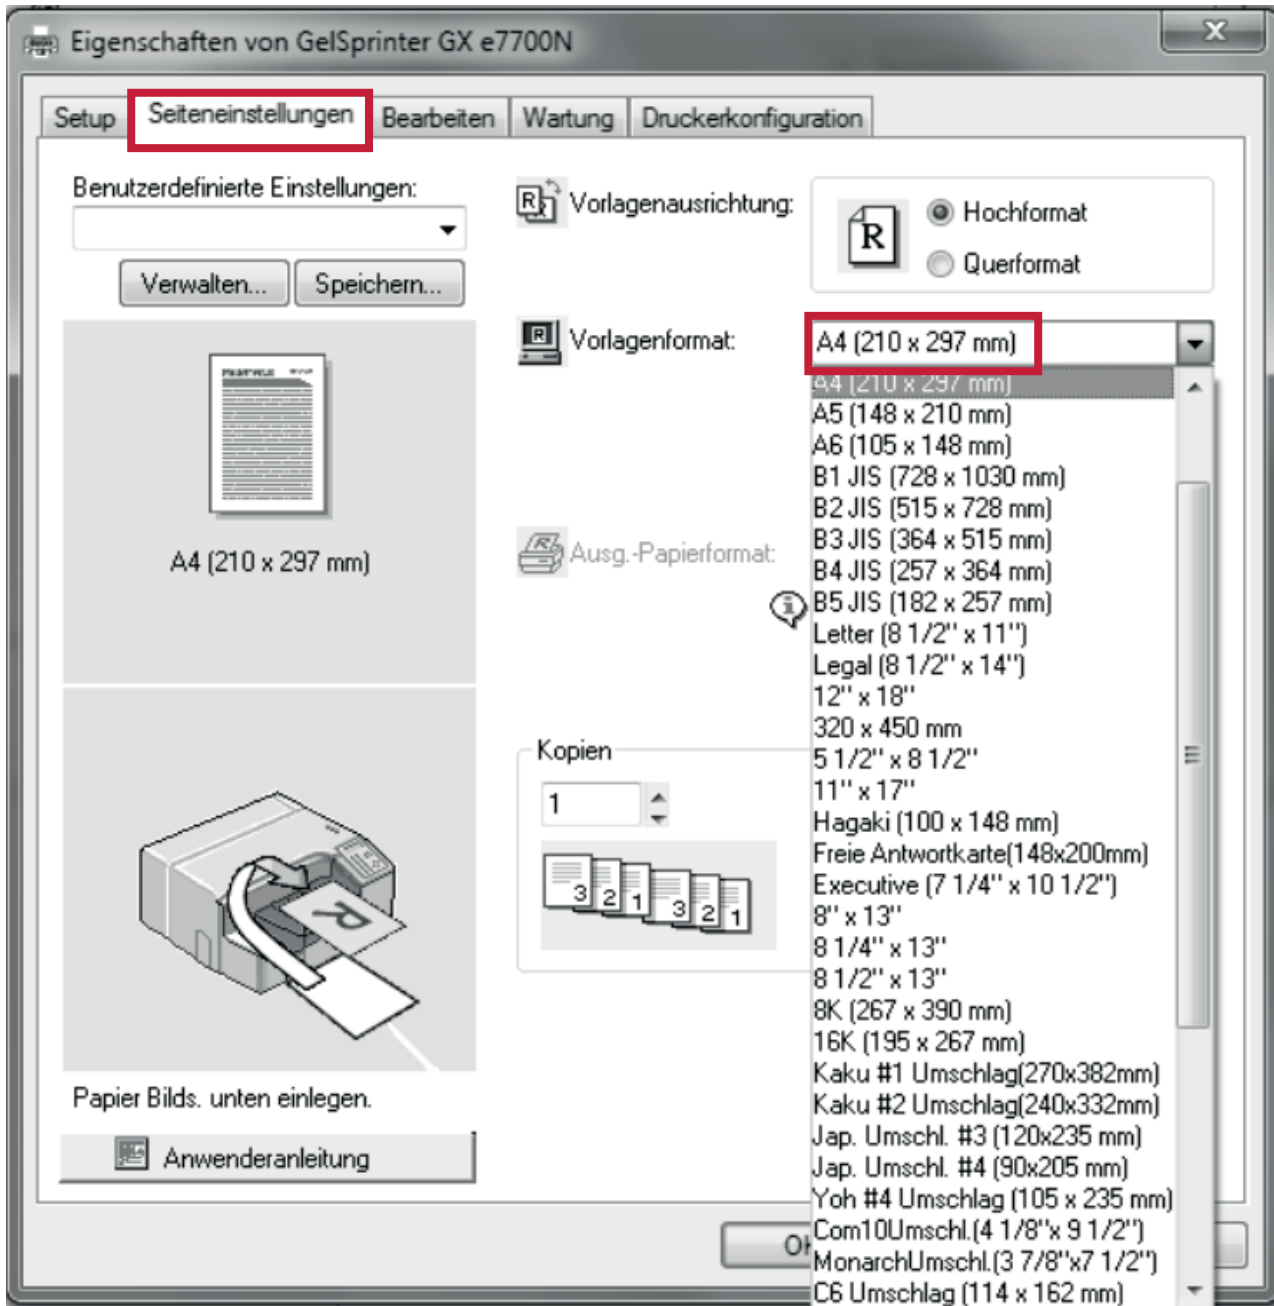 Eigenschaften von GelSprinter GX e7700N
Setup Seiteneinstellungen Bearbeiten Wartung Druckerkonfiguration
Benutzerdefinierte Einstellungen:
Verwalten... Speichern...
A4 (210 x 297 mm)
Papier Bilds. unten einlegen.
Anwenderanleitung
R Vorlagenausrichtung:
R
Hochformat
Querformat
R Vorlagenformat:
A4 (210 x 297 mm)
A4 (210 x 297 mm)
A5 (148 x 210 mm)
A6 (105 x 148 mm)
B1 JIS (728 x 1030 mm)
B2 JIS (515 x 728 mm)
B3 JIS (364 x 515 mm)
B4 JIS (257 x 364 mm)
B5 JIS (182 x 257 mm)
Letter (8 1/2" x 11")
Legal (8 1/2" x 14")
12" x 18"
320 x 450 mm
5 1/2" x 8 1/2"
11" x 17"
Hagaki (100 x 148 mm)
Freie Antwortkarte(148x200mm)
Executive (7 1/4" x 10 1/2")
8" x 13"
8 1/4" x 13"
8 1/2" x 13"
8K (267 x 390 mm)
16K (195 x 267 mm)
Kaku #1 Umschlag(270x382mm)
Kaku #2 Umschlag(240x332mm)
Jap. Umschl. #3 (120x235 mm)
Jap. Umschl. #4 (90x205 mm)
Yoh #4 Umschlag (105 x 235 mm)
Com10Umschl.(4 1/8"x 9 1/2")
MonarchUmschl.(3 7/8"x7 1/2")
C6 Umschlag (114 x 162 mm)
Ausg.-Papierformat:
Kopien
1
3 2 1 3 2 1
R